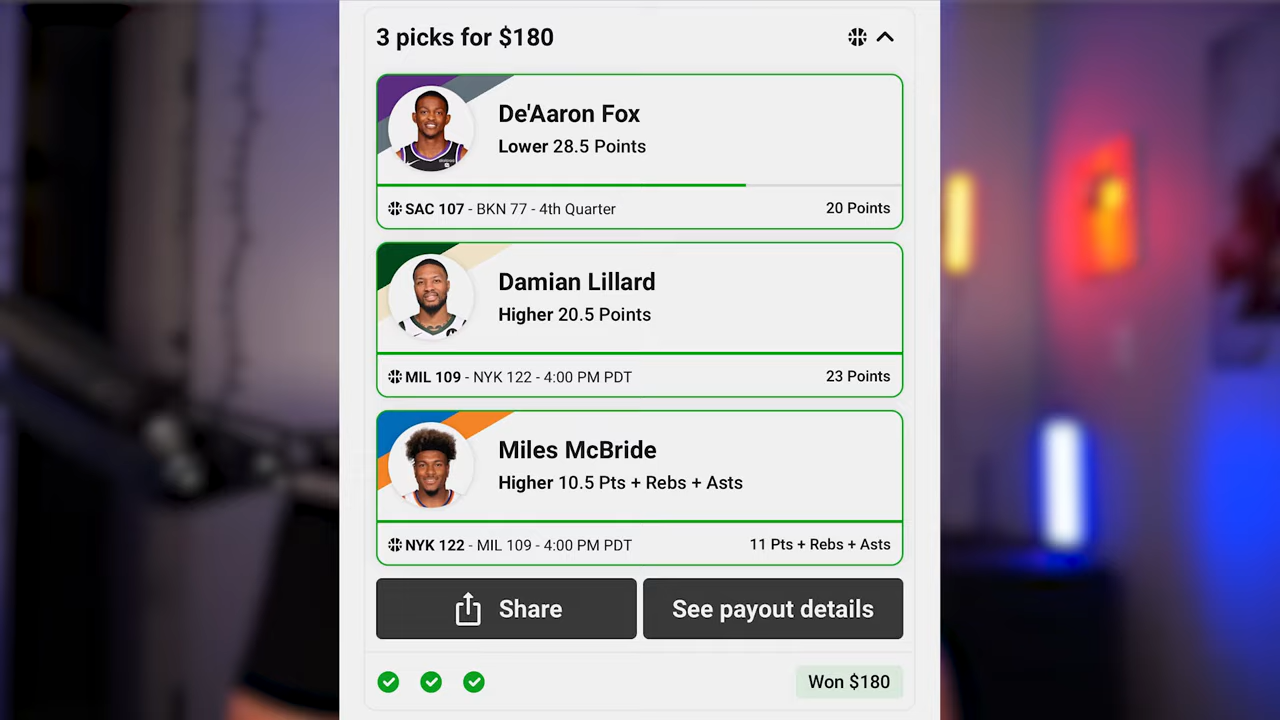 3 picks for $180
De'Aaron Fox
Lower 28.5 Points
SAC 107 - BKN 77 - 4th Quarter
20 Points
Damian Lillard
Higher 20.5 Points
MIL 109 - NYK 122 - 4:00 PM PDT
23 Points
Miles McBride
Higher 10.5 Pts + Rebs + Asts
NYK 122 - MIL 109 - 4:00 PM PDT
11 Pts + Rebs + Asts
Share
See payout details
Won $180